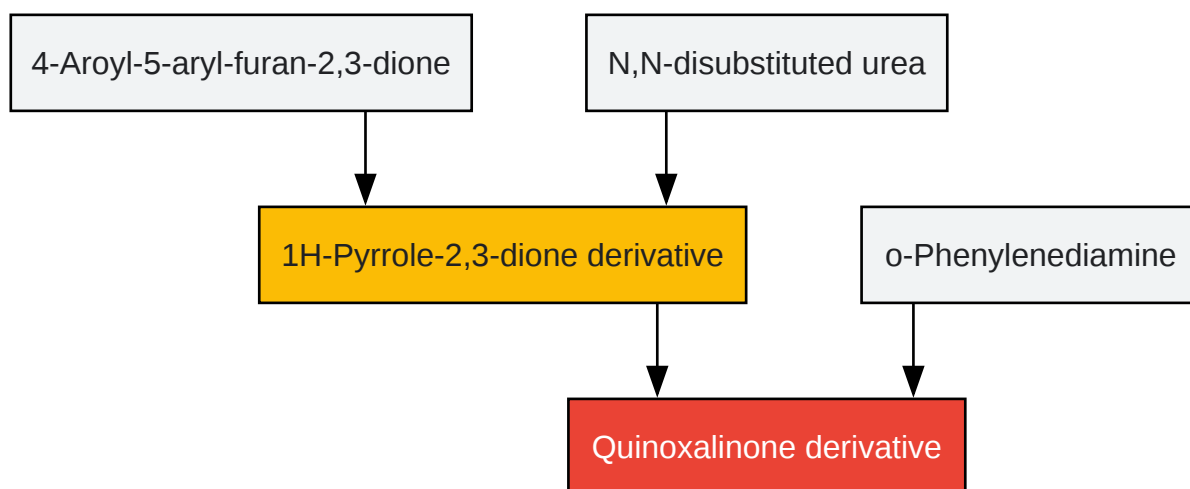 4-Aroyl-5-aryl-furan-2,3-dione
N,N-disubstituted urea
1H-Pyrrole-2,3-dione derivative
o-Phenylenediamine
Quinoxalinone derivative